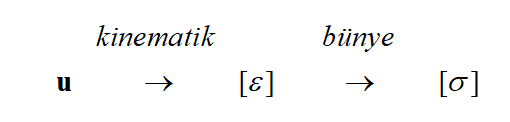 kinematik bünye
u → [ε] → [σ]